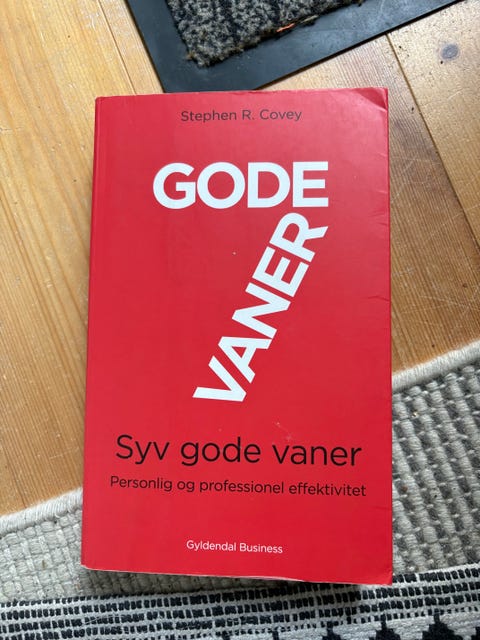 Stephen R. Covey
GODE
VANER
Syv gode vaner
Personlig og professionel effektivitet
Gyldendal Business